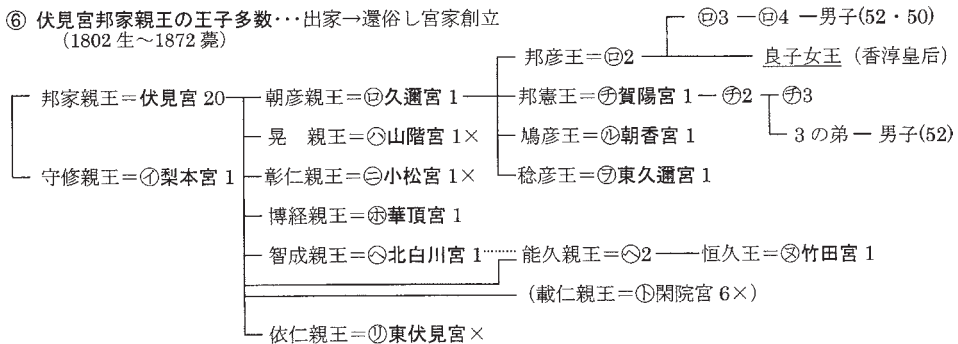 ⑥ 伏見宮邦家親王の王子多数･･･出家→還俗し宮家創立
(1802生～1872薨)
㋺3 ー ㋺4 ー男子(52・50)
邦彦王＝㋺2
良子女王 (香淳皇后)
邦家親王＝伏見宮 20 朝彦親王＝㋺久邇宮 1 邦憲王＝㋠賀陽宮 1 ー ㋠2 ㋠3
晃 親王＝㋩山階宮 1× 鳩彦王＝㋸朝香宮 1 3の弟 ー 男子(52)
守修親王＝㋑梨本宮 1 彰仁親王＝㋥小松宮 1× 稔彦王＝㋾東久邇宮 1
博経親王＝㋭華頂宮 1
智成親王＝㋬北白川宮 1 能久親王＝㋬2 恒久王＝㋦竹田宮 1
(載仁親王＝㋣閑院宮 6×)
依仁親王＝㋷東伏見宮×